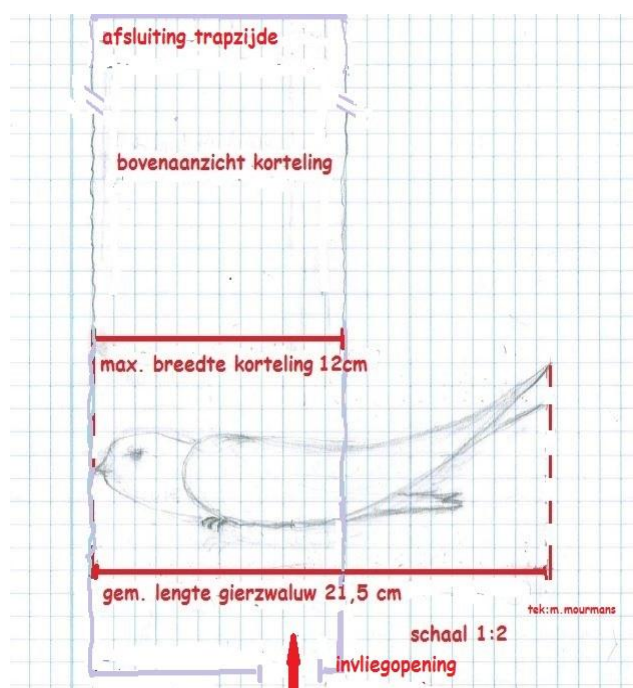 afsluiting trapzijde
bovenaanzicht korteling
max. breedte korteling 12cm
gem. lengte gierzwaluw 21,5 cm
tek:m.mourmans
schaal 1:2
invliegopening